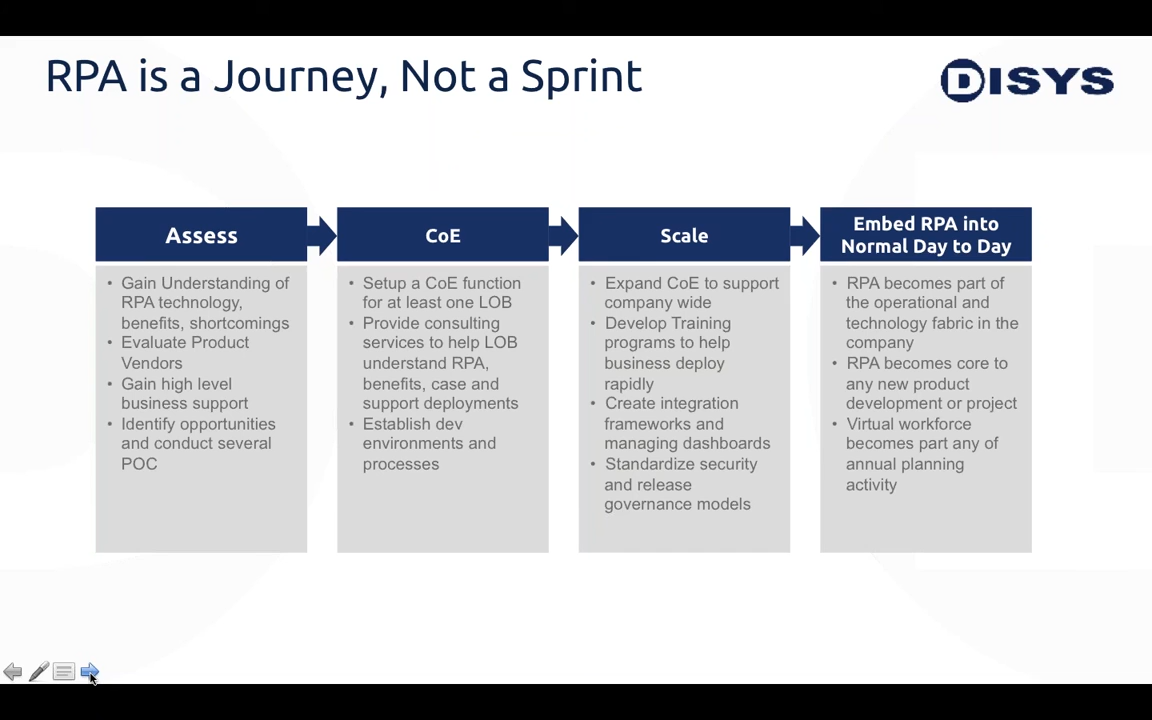 RPA is a Journey, Not a Sprint
DISYS
Assess
• Gain Understanding of
RPA technology,
benefits, shortcomings
• Evaluate Product
Vendors
• Gain high level
business support
• Identify opportunities
and conduct several
POC
CoE
• Setup a CoE function
for at least one LOB
• Provide consulting
services to help LOB
understand RPA,
benefits, case and
support deployments
• Establish dev
environments and
processes
Scale
• Expand CoE to support
company wide
• Develop Training
programs to help
business deploy
rapidly
• Create integration
frameworks and
managing dashboards
• Standardize security
and release
governance models
Embed RPA into
Normal Day to Day
• RPA becomes part of
the operational and
technology fabric in the
company
• RPA becomes core to
any new product
development or project
• Virtual workforce
becomes part any of
annual planning
activity